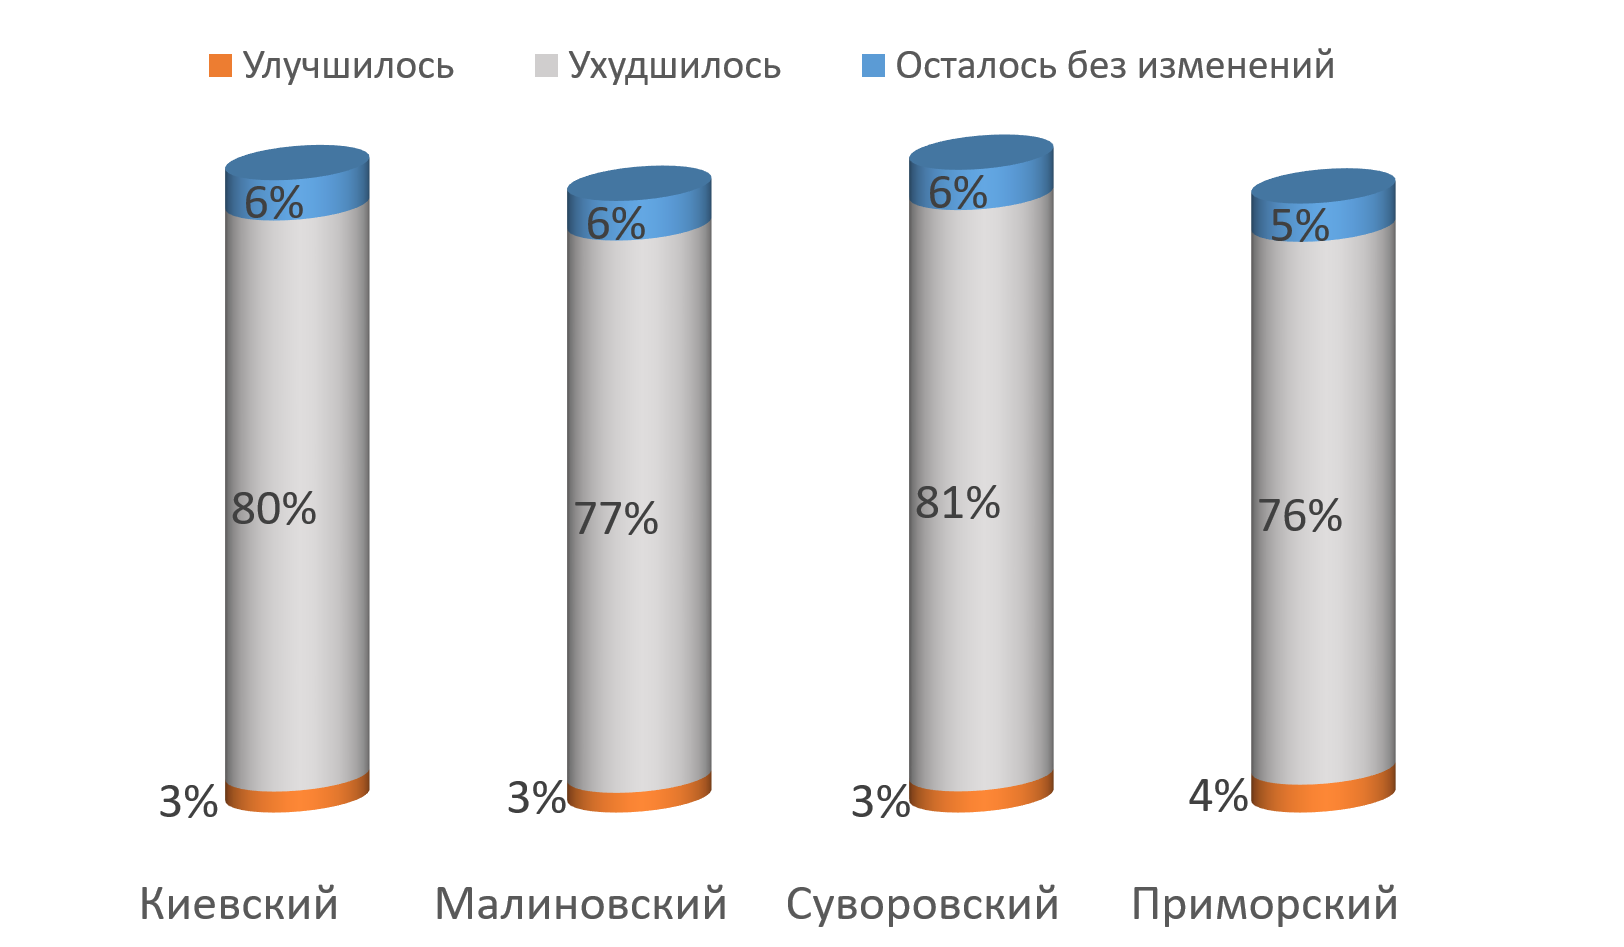 Улучшилось Ухудшилось Осталось без изменений
6% 6% 6% 5%
80% 77% 81% 76%
3% 3% 3% 4%
Киевский Малиновский Суворовский Приморский